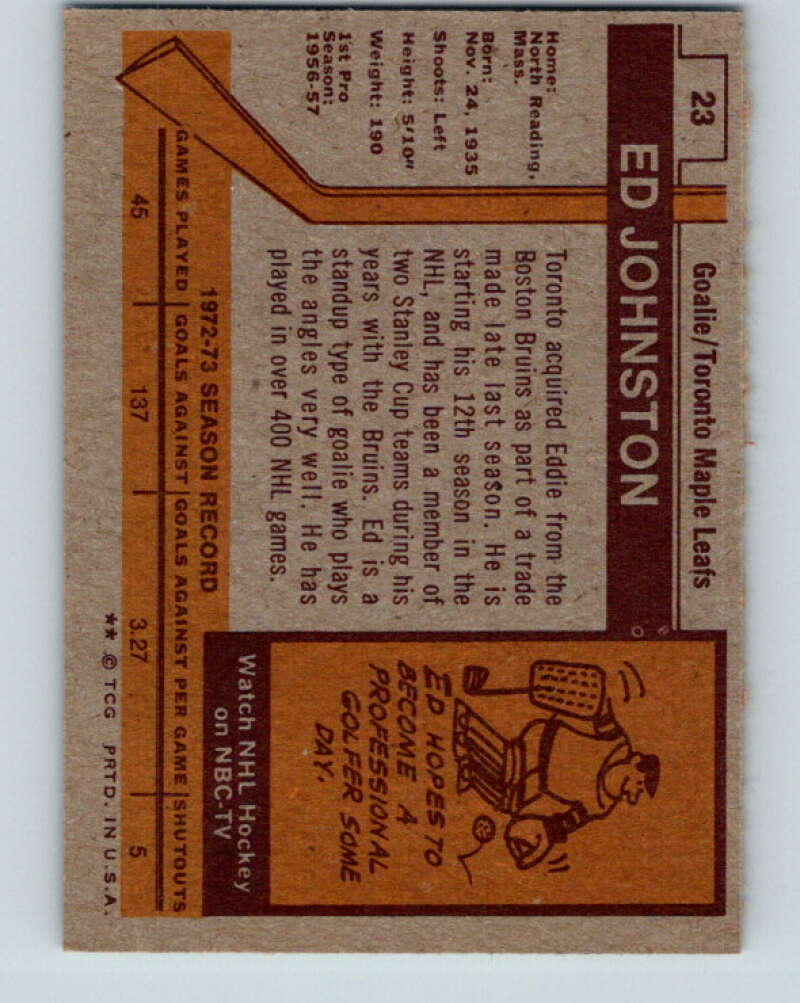 23
Goalie/Toronto Maple Leafs
ED JOHNSTON
Home:
North Reading,
Mass.
Born:
Nov. 24, 1935
Shoots: Left
Height: 5'10"
Weight: 190
1st Pro
Season:
1956-57
Toronto acquired Eddie from the
Boston Bruins as part of a trade
made late last season. He is
starting his 12th season in the
NHL, and has been a member of
two Stanley Cup teams during his
years with the Bruins. Ed is a
standup type of goalie who plays
the angles very well. He has
played in over 400 NHL games.
ED HOPES TO
BECOME A
PROFESSIONAL
GOLFER SOME
DAY.
Watch NHL Hockey
on NBC-TV
1972-73 SEASON RECORD
GAMES PLAYED | GOALS AGAINST | GOALS AGAINST PER GAME | SHUTOUTS
45 137 3.27 5
** © TCG PRTD. IN U.S.A.